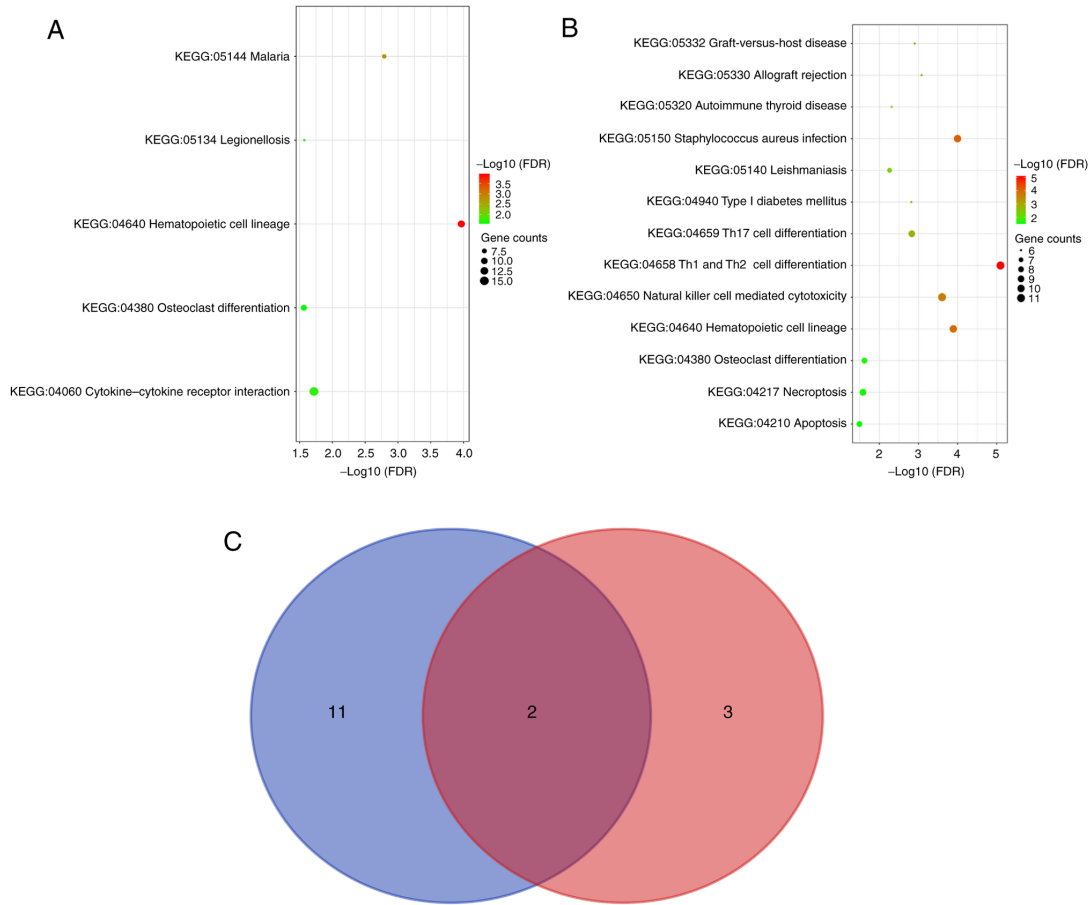 A
KEGG:05144 Malaria
KEGG:05134 Legionellosis
KEGG:04640 Hematopoietic cell lineage
KEGG:04380 Osteoclast differentiation
KEGG:04060 Cytokine–cytokine receptor interaction
1.5 2.0 2.5 3.0 3.5 4.0
–Log10 (FDR)
–Log10 (FDR)
3.5
3.0
2.5
2.0
Gene counts
7.5
10.0
12.5
15.0
B
KEGG:05332 Graft-versus-host disease
KEGG:05330 Allograft rejection
KEGG:05320 Autoimmune thyroid disease
KEGG:05150 Staphylococcus aureus infection
KEGG:05140 Leishmaniasis
KEGG:04940 Type I diabetes mellitus
KEGG:04659 Th17 cell differentiation
KEGG:04658 Th1 and Th2 cell differentiation
KEGG:04650 Natural killer cell mediated cytotoxicity
KEGG:04640 Hematopoietic cell lineage
KEGG:04380 Osteoclast differentiation
KEGG:04217 Necroptosis
KEGG:04210 Apoptosis
2 3 4 5
–Log10 (FDR)
–Log10 (FDR)
5
4
3
2
Gene counts
6
7
8
9
10
11
C
11 2 3